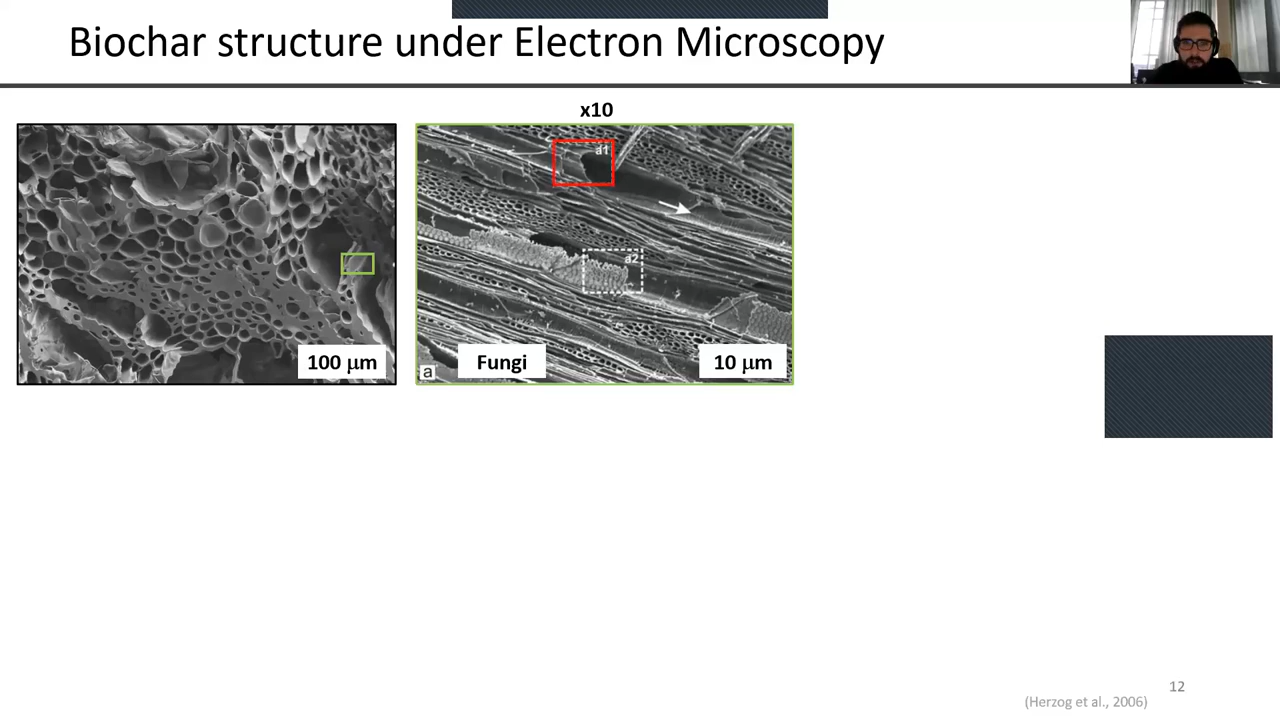 Biochar structure under Electron Microscopy
x10
a1
a2
100 μm
Fungi
10 μm
a
12
(Herzog et al., 2006)